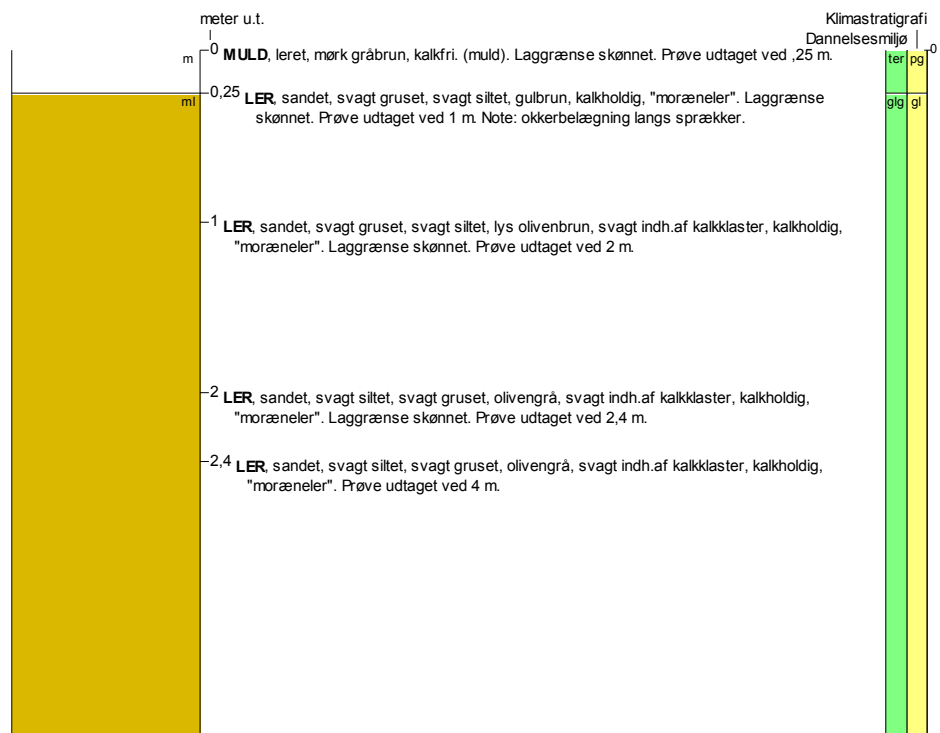 meter u.t.
Klimastratigrafi
Dannelsesmiljø
m
0 MULD, leret, mørk gråbrun, kalkfri. (muld). Laggrænse skønnet. Prøve udtaget ved ,25 m.
ter pg
0
ml
0,25 LER, sandet, svagt gruset, svagt siltet, gulbrun, kalkholdig, "moræneler". Laggrænse
skønnet. Prøve udtaget ved 1 m. Note: okkerbelægning langs sprækker.
glg gl
1 LER, sandet, svagt gruset, svagt siltet, lys olivenbrun, svagt indh.af kalkklaster, kalkholdig,
"moræneler". Laggrænse skønnet. Prøve udtaget ved 2 m.
2 LER, sandet, svagt siltet, svagt gruset, olivengrå, svagt indh.af kalkklaster, kalkholdig,
"moræneler". Laggrænse skønnet. Prøve udtaget ved 2,4 m.
2,4 LER, sandet, svagt siltet, svagt gruset, olivengrå, svagt indh.af kalkklaster, kalkholdig,
"moræneler". Prøve udtaget ved 4 m.